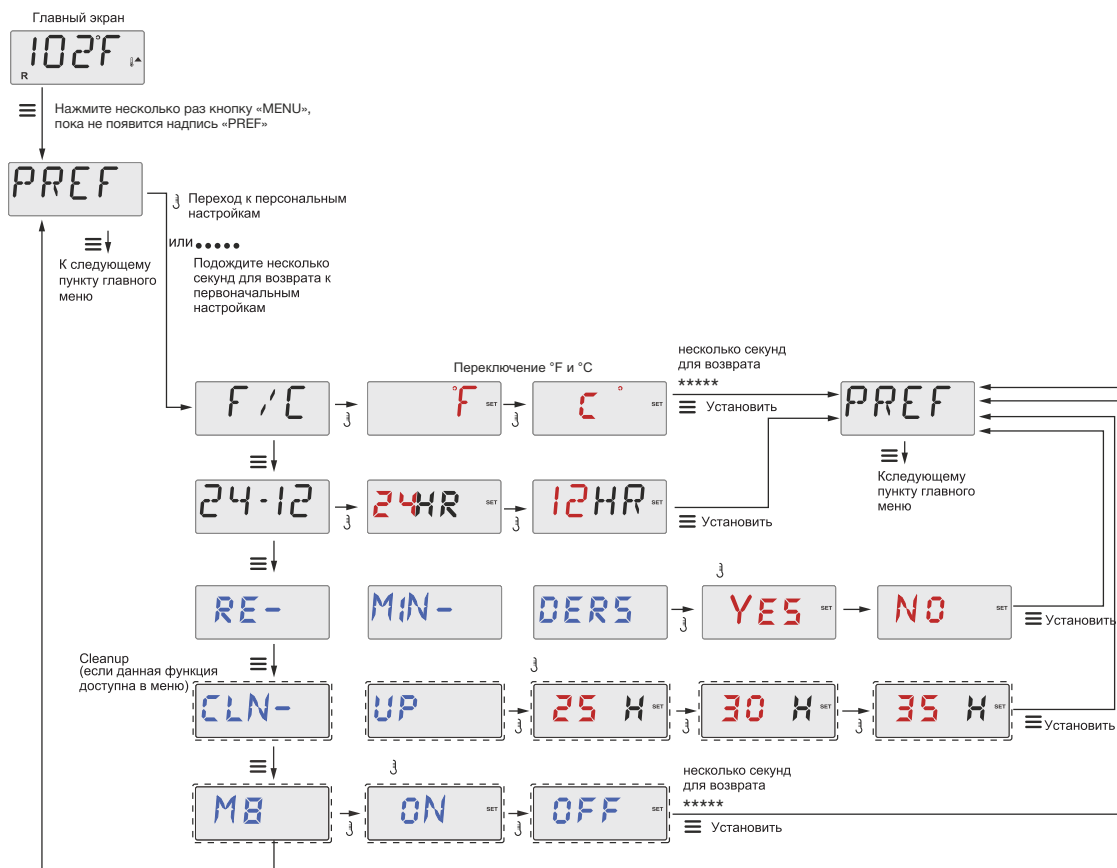 Главный экран
102°F
R
Нажмите несколько раз кнопку «MENU»,
пока не появится надпись «PREF»
PREF
Переход к персональным
настройкам
или •••••
К следующему
пункту главного
меню
Подождите несколько
секунд для возврата к
первоначальным
настройкам
Переключение °F и °C
несколько секунд
для возврата
*****
Установить
F/C
°F SET
C° SET
PREF
Кследующему
пункту главного
меню
24-12
24HR SET
12HR SET
Установить
RE-
MIN-
DERS
YES SET
NO SET
Установить
Cleanup
(если данная функция
доступна в меню)
CLN-
UP
25 H SET
30 H SET
35 H SET
Установить
M8
ON SET
OFF SET
несколько секунд
для возврата
*****
Установить